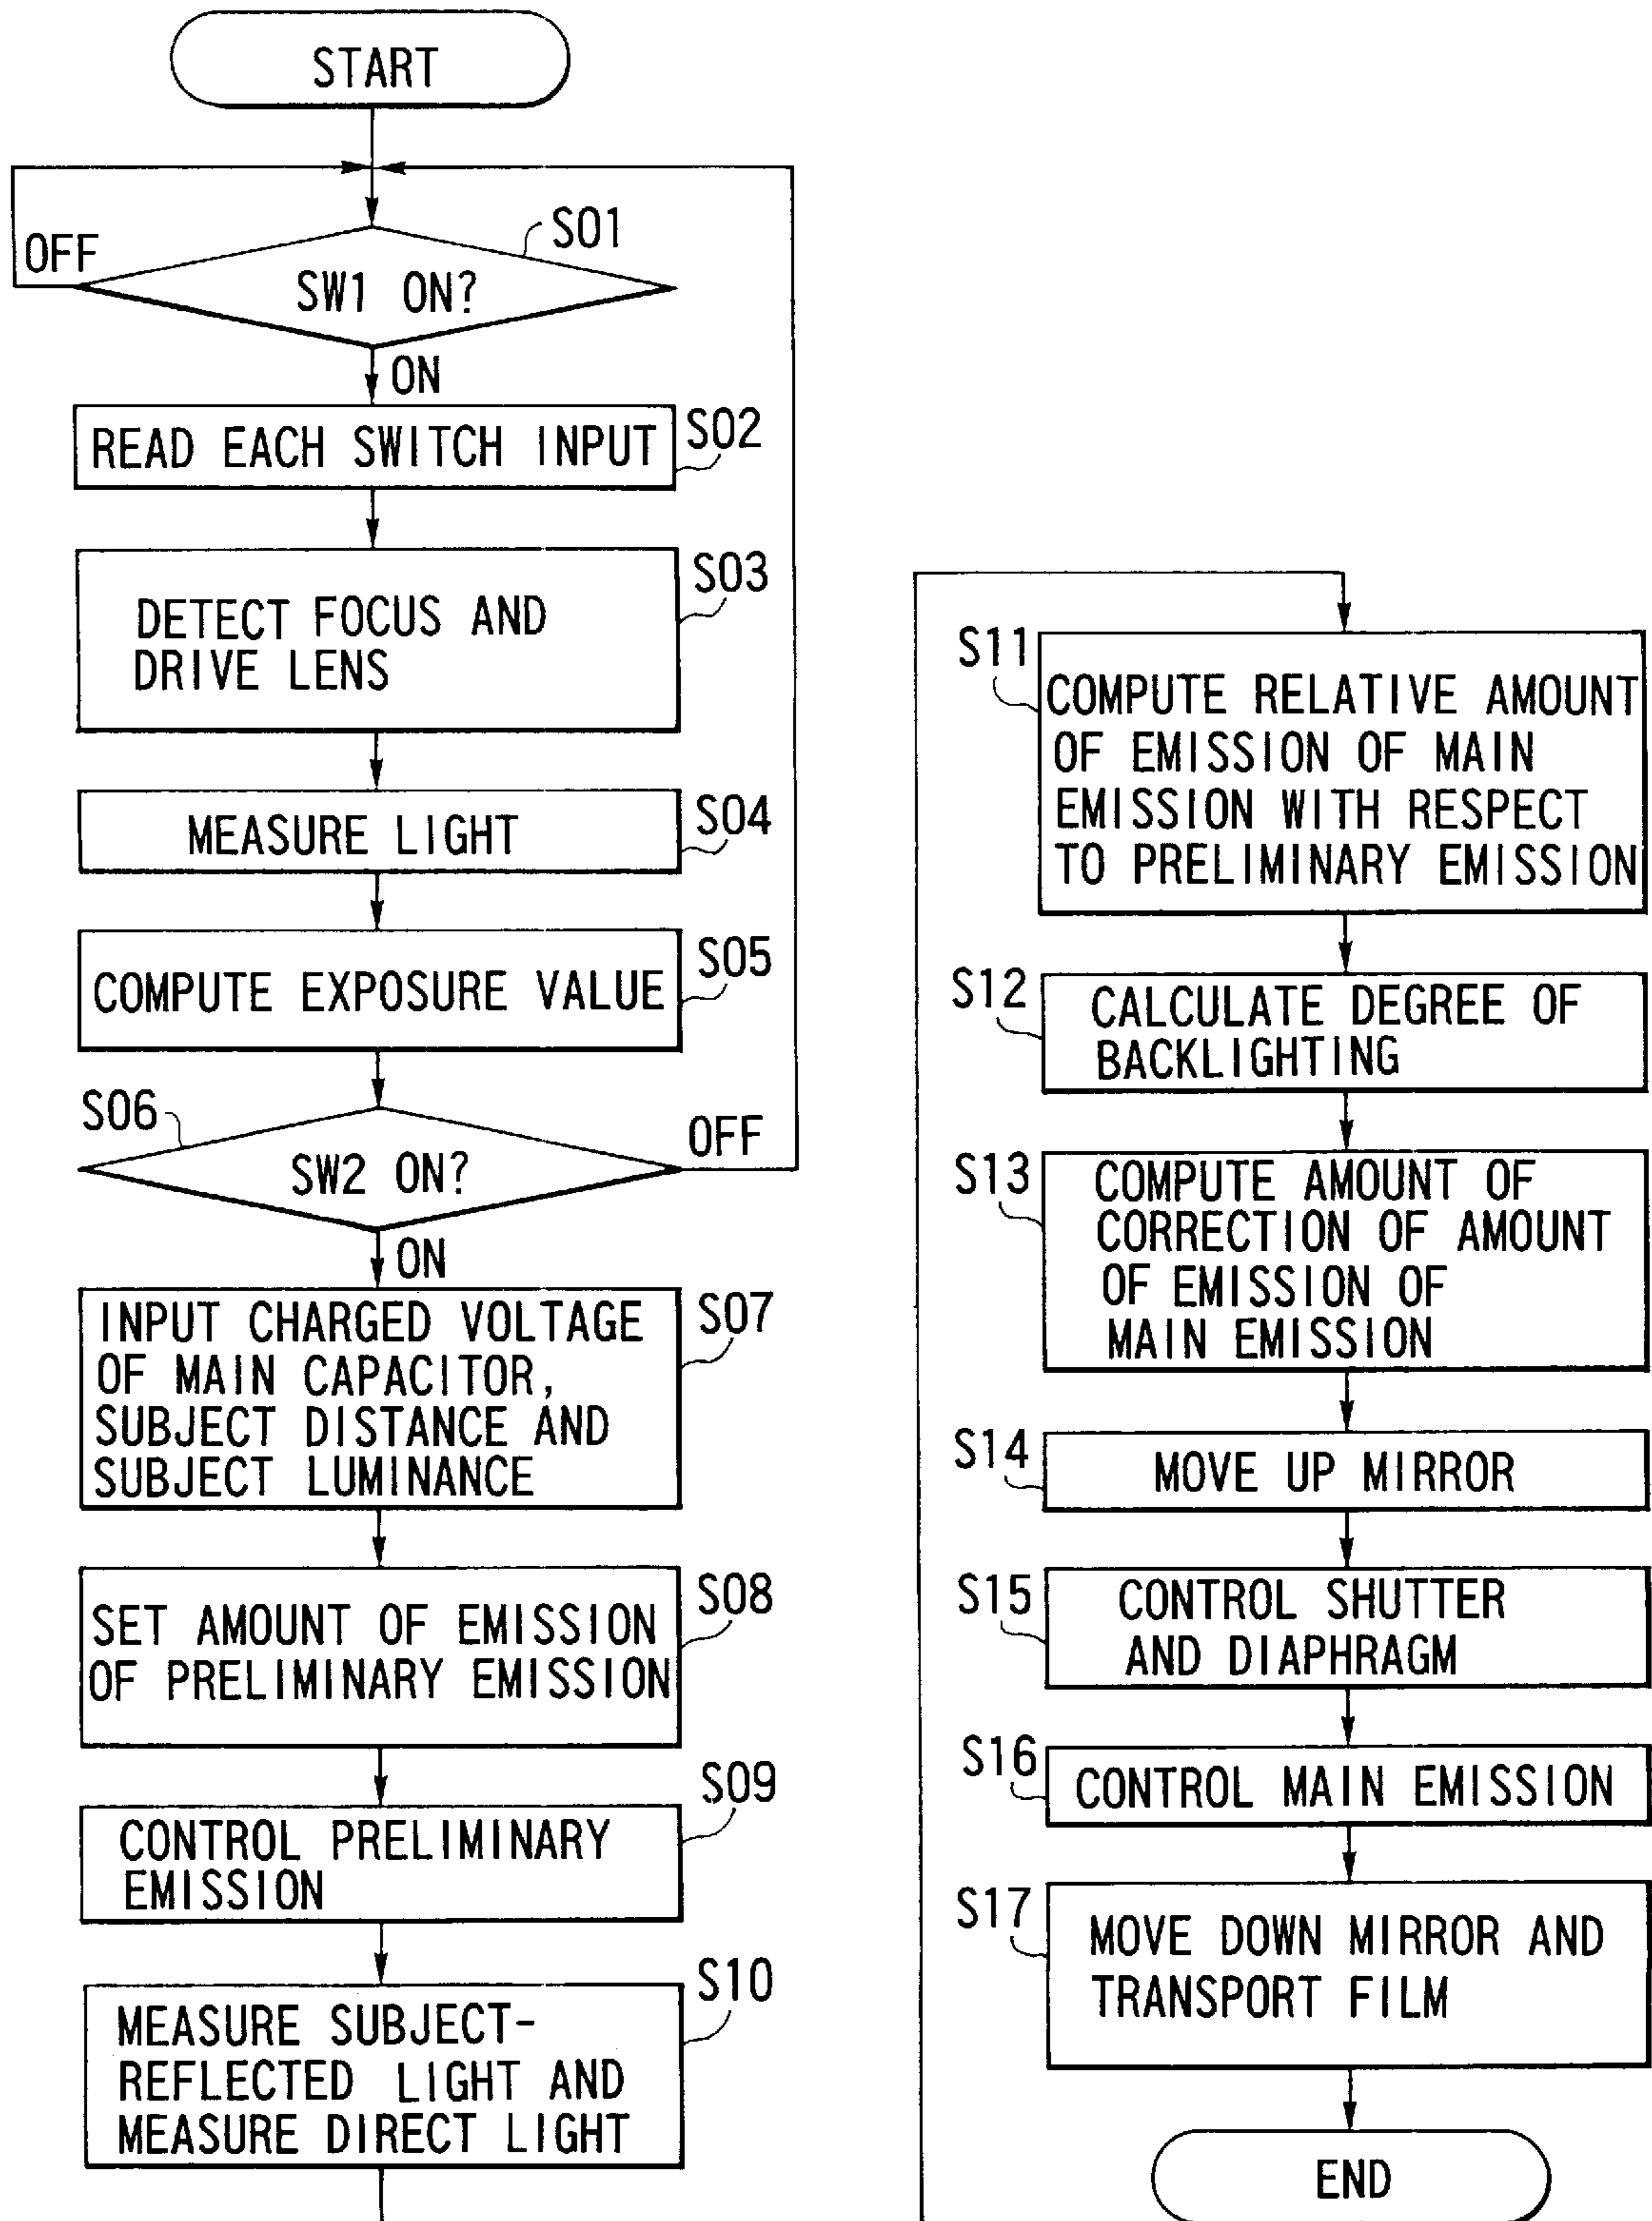 START
OFF
S01
SW1 ON?
ON
READ EACH SWITCH INPUT
S02
S03
DETECT FOCUS AND
DRIVE LENS
MEASURE LIGHT
S04
COMPUTE EXPOSURE VALUE
S05
S06
SW2 ON?
OFF
ON
INPUT CHARGED VOLTAGE
OF MAIN CAPACITOR,
SUBJECT DISTANCE AND
SUBJECT LUMINANCE
S07
SET AMOUNT OF EMISSION
OF PRELIMINARY EMISSION
S08
S09
CONTROL PRELIMINARY
EMISSION
S10
MEASURE SUBJECT-
REFLECTED LIGHT AND
MEASURE DIRECT LIGHT
S11
COMPUTE RELATIVE AMOUNT
OF EMISSION OF MAIN
EMISSION WITH RESPECT
TO PRELIMINARY EMISSION
S12
CALCULATE DEGREE OF
BACKLIGHTING
S13
COMPUTE AMOUNT OF
CORRECTION OF AMOUNT
OF EMISSION OF
MAIN EMISSION
S14
MOVE UP MIRROR
S15
CONTROL SHUTTER
AND DIAPHRAGM
S16
CONTROL MAIN EMISSION
S17
MOVE DOWN MIRROR AND
TRANSPORT FILM
END